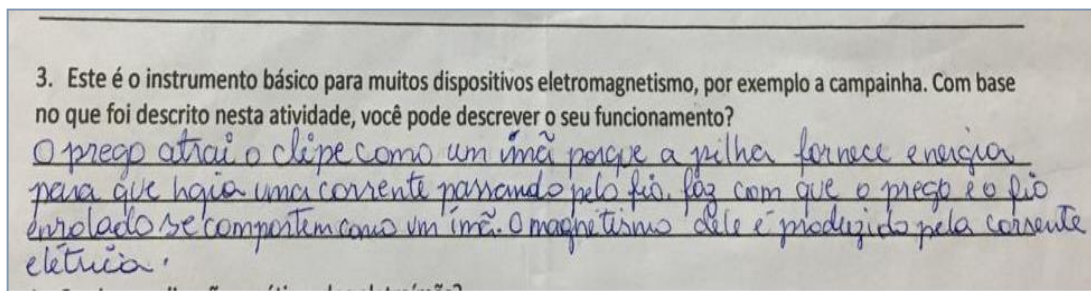 3. Este é o instrumento básico para muitos dispositivos eletromagnetismo, por exemplo a campainha. Com base
no que foi descrito nesta atividade, você pode descrever o seu funcionamento?
O prego atrai o clipe como um imã porque a pilha fornece energia
para que haja uma corrente passando pelo fio. faz com que o prego e o fio
enrolado se comportem como um ímã. O magnetismo dele é produzido pela corrente
elétrica.